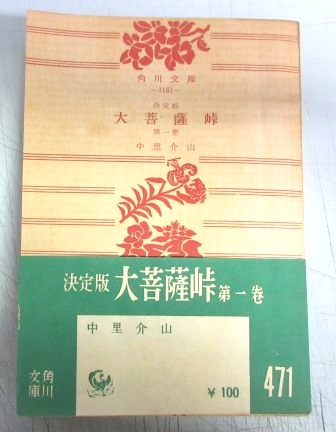 角川文庫
—1161—
決定版
大菩薩峠
第一巻
中里介山
決定版 大菩薩峠 第一巻
中里介山
角川文庫
¥100
471